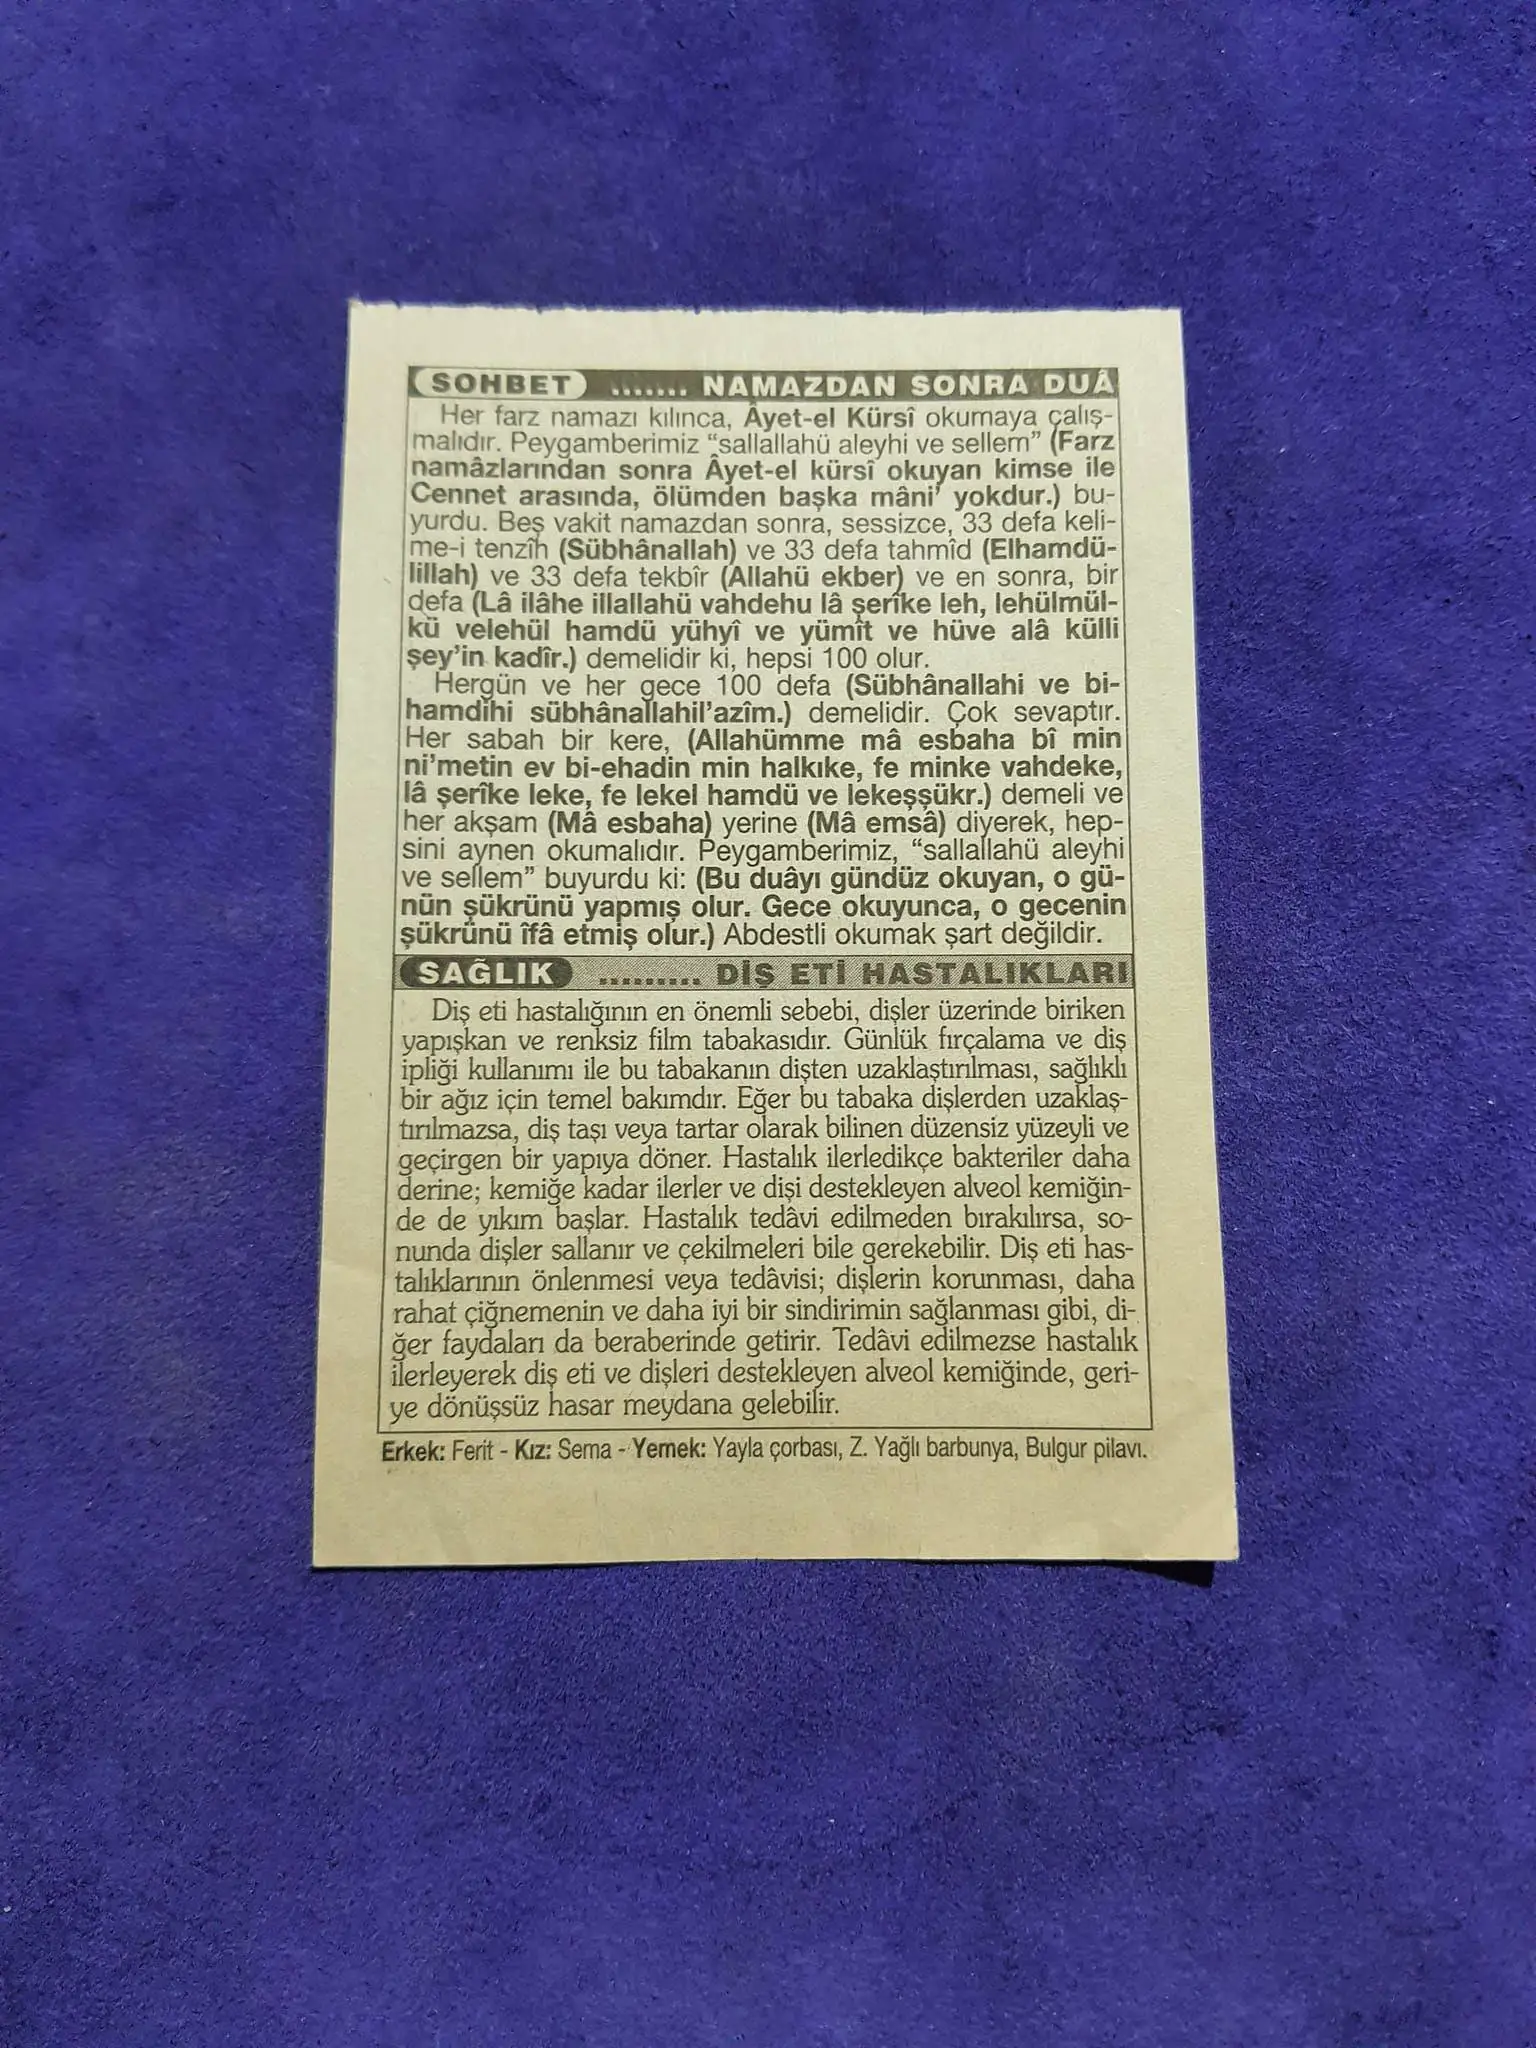 SOHBET ....... NAMAZDAN SONRA DUÂ
Her farz namazı kılınca, Âyet-el Kürsî okumaya çalış-
malıdır. Peygamberimiz “sallallahü aleyhi ve sellem” (Farz
namâzlarından sonra Âyet-el kürsî okuyan kimse ile
Cennet arasında, ölümden başka mâni’ yokdur.) bu-
yurdu. Beş vakit namazdan sonra, sessizce, 33 defa keli-
me-i tenzîh (Sübhânallah) ve 33 defa tahmîd (Elhamdü-
lillah) ve 33 defa tekbîr (Allahü ekber) ve en sonra, bir
defa (Lâ ilâhe illallahü vahdehu lâ şerîke leh, lehülmül-
kü velehül hamdü yühyî ve yümît ve hüve alâ külli
şey’in kadîr.) demelidir ki, hepsi 100 olur.
Hergün ve her gece 100 defa (Sübhânallahi ve bi-
hamdihi sübhânallahil’azîm.) demelidir. Çok sevaptır.
Her sabah bir kere, (Allahümme mâ esbaha bî min
ni’metin ev bi-ehadin min halkıke, fe minke vahdeke,
lâ şerîke leke, fe lekel hamdü ve lekeşşükr.) demeli ve
her akşam (Mâ esbaha) yerine (Mâ emsâ) diyerek, hep-
sini aynen okumalıdır. Peygamberimiz, “sallallahü aleyhi
ve sellem” buyurdu ki: (Bu duâyı gündüz okuyan, o gü-
nün şükrünü yapmış olur. Gece okuyunca, o gecenin
şükrünü îfâ etmiş olur.) Abdestli okumak şart değildir.
SAĞLIK ......... DİŞ ETİ HASTALIKLARI
Diş eti hastalığının en önemli sebebi, dişler üzerinde biriken
yapışkan ve renksiz film tabakasıdır. Günlük fırçalama ve diş
ipliği kullanımı ile bu tabakanın dişten uzaklaştırılması, sağlıklı
bir ağız için temel bakımdır. Eğer bu tabaka dişlerden uzaklaş-
tırılmazsa, diş taşı veya tartar olarak bilinen düzensiz yüzeyli ve
geçirgen bir yapıya döner. Hastalık ilerledikçe bakteriler daha
derine; kemiğe kadar ilerler ve dişi destekleyen alveol kemiğin-
de de yıkım başlar. Hastalık tedâvi edilmeden bırakılırsa, so-
nunda dişler sallanır ve çekilmeleri bile gerekebilir. Diş eti has-
talıklarının önlenmesi veya tedâvisi; dişlerin korunması, daha
rahat çiğnemenin ve daha iyi bir sindirimin sağlanması gibi, di-
ğer faydaları da beraberinde getirir. Tedâvi edilmezse hastalık
ilerleyerek diş eti ve dişleri destekleyen alveol kemiğinde, geri-
ye dönüşsüz hasar meydana gelebilir.
Erkek: Ferit - Kız: Sema - Yemek: Yayla çorbası, Z. Yağlı barbunya, Bulgur pilavı.